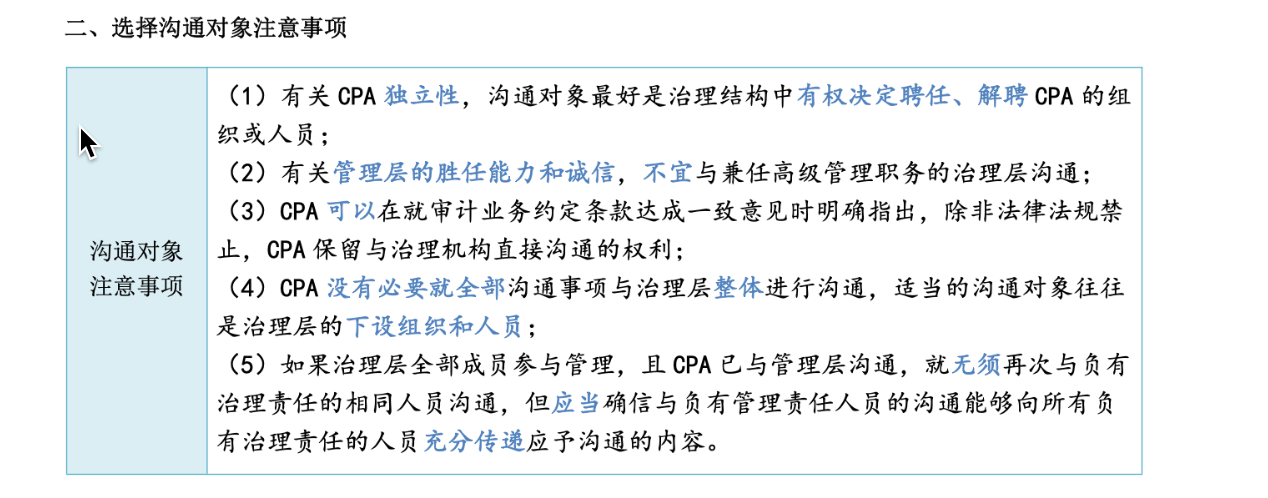 二、选择沟通对象注意事项
沟通对象
注意事项
（1）有关 CPA 独立性，沟通对象最好是治理结构中有权决定聘任、解聘 CPA 的组
织或人员；
（2）有关管理层的胜任能力和诚信，不宜与兼任高级管理职务的治理层沟通；
（3）CPA 可以在就审计业务约定条款达成一致意见时明确指出，除非法律法规禁
止，CPA 保留与治理机构直接沟通的权利；
（4）CPA 没有必要就全部沟通事项与治理层整体进行沟通，适当的沟通对象往往
是治理层的下设组织和人员；
（5）如果治理层全部成员参与管理，且 CPA 已与管理层沟通，就无须再次与负有
治理责任的相同人员沟通，但应当确信与负有管理责任人员的沟通能够向所有负
有治理责任的人员充分传递应予沟通的内容。